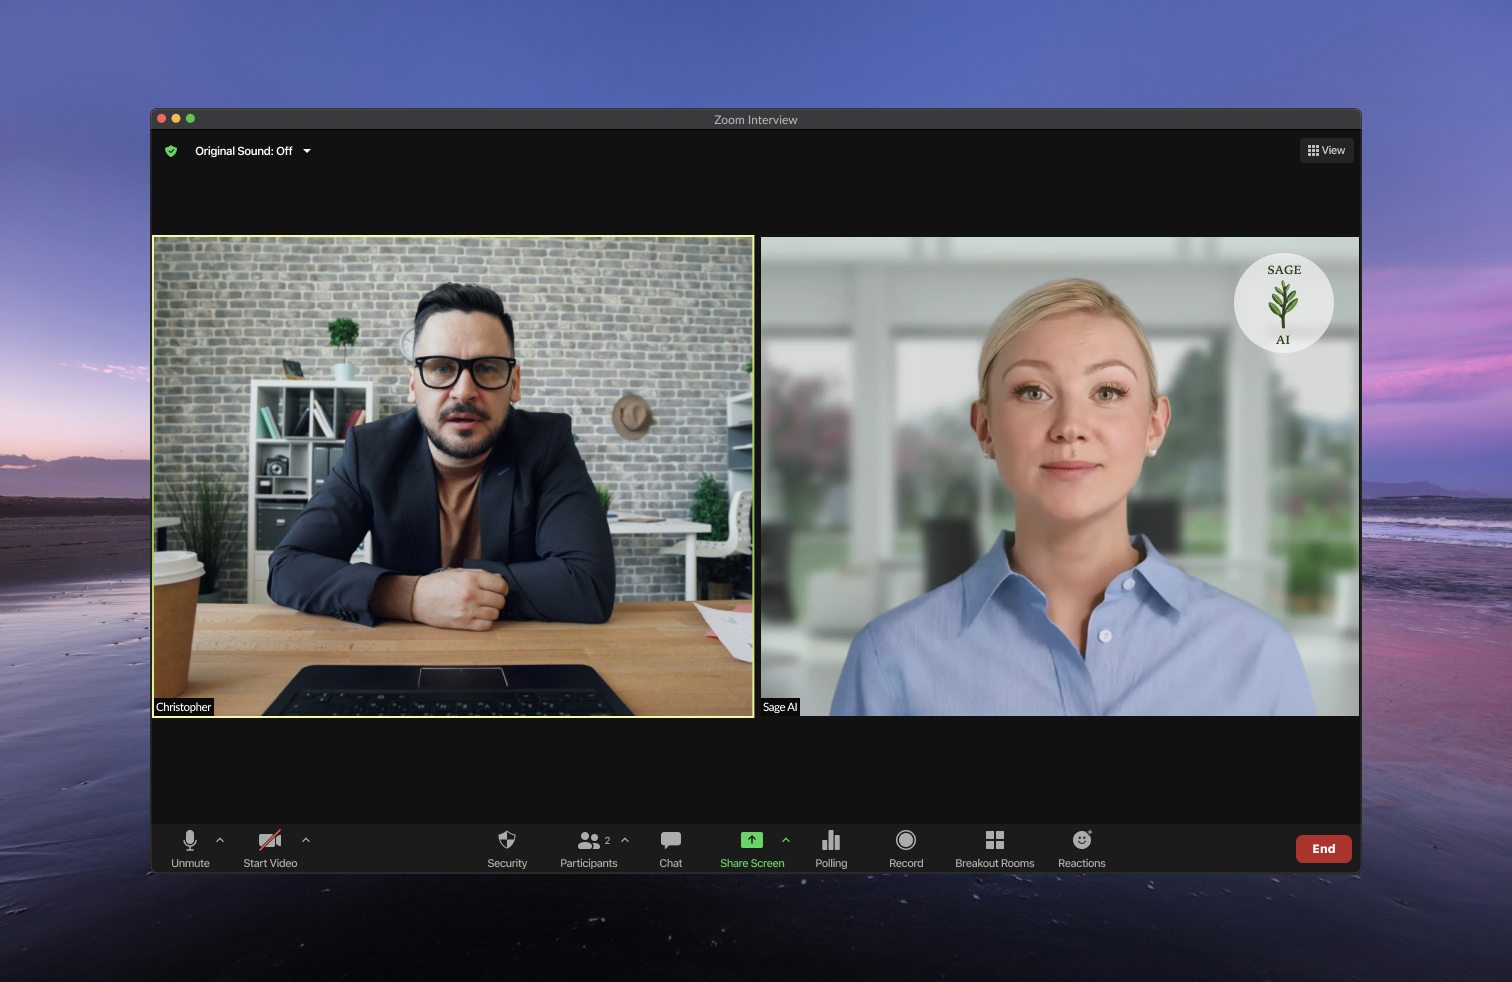 Zoom Interview
Original Sound: Off
View
SAGE
AI
Christopher
Sage AI
Unmute
Start Video
Security
2
Participants
Chat
Share Screen
Polling
Record
Breakout Rooms
Reactions
End